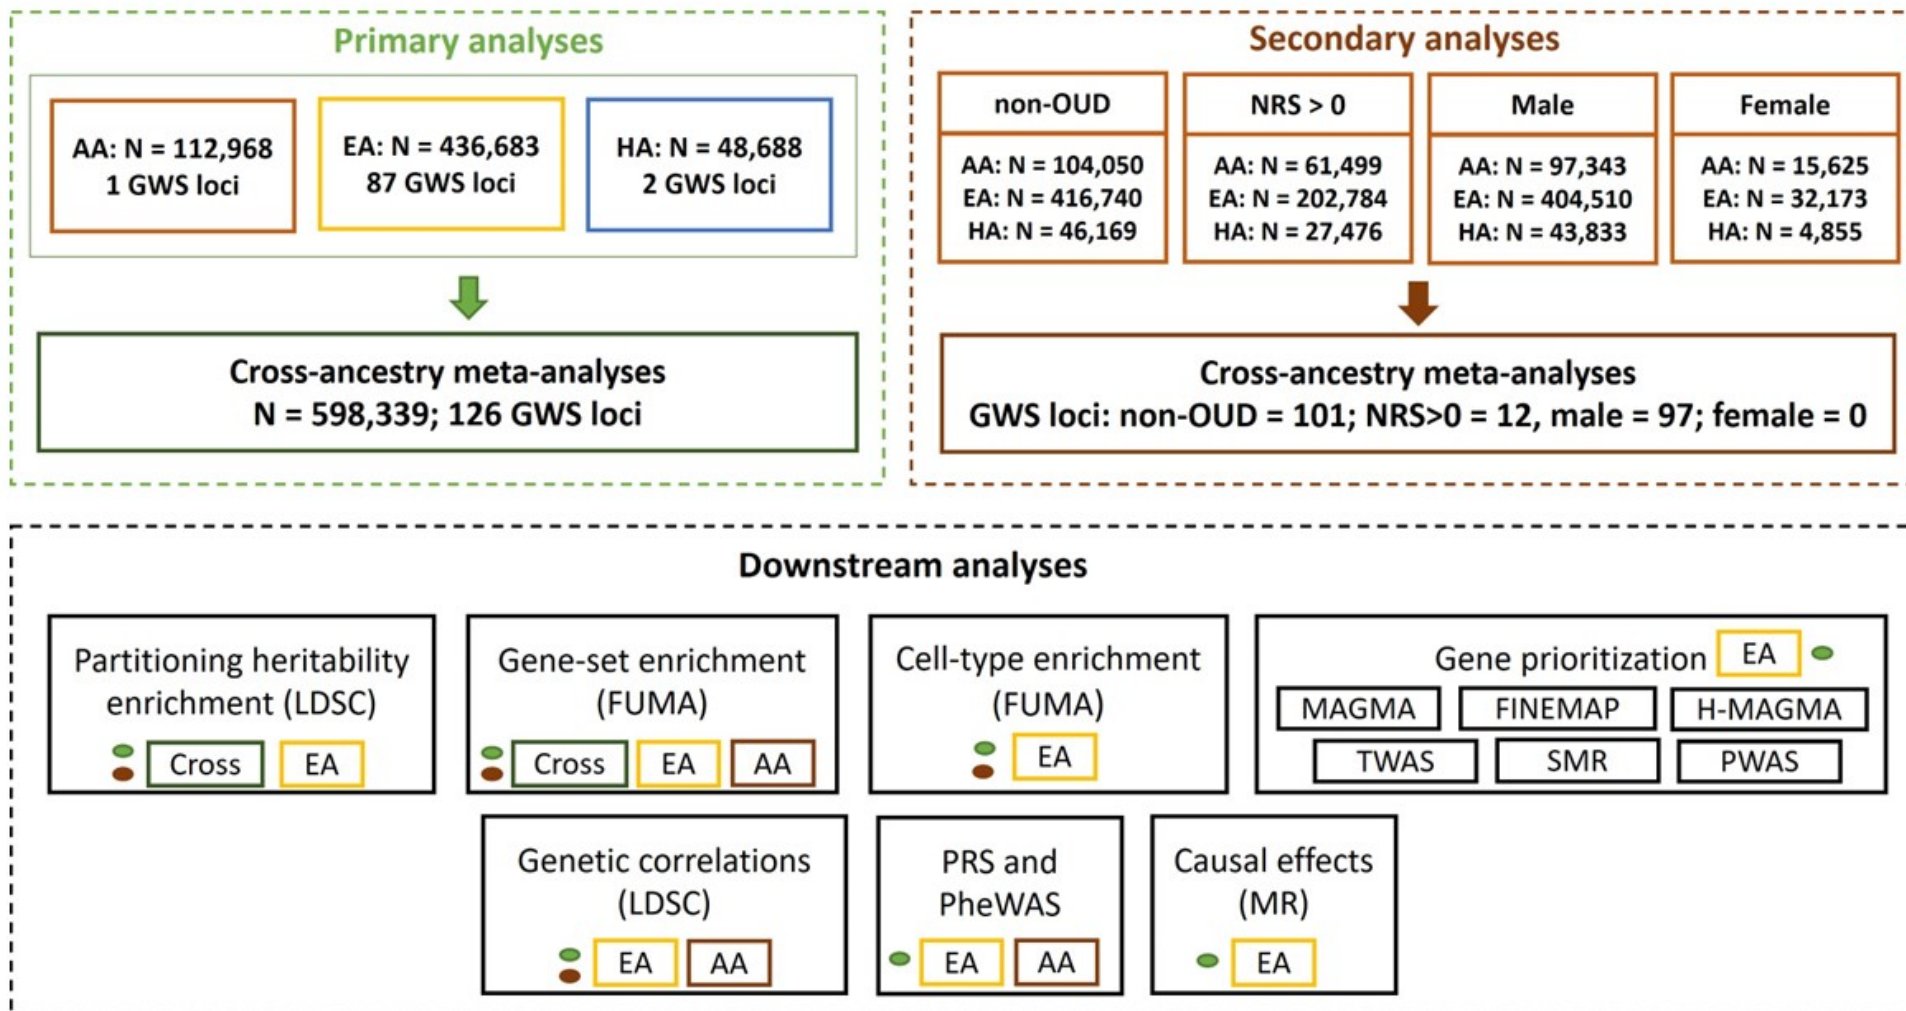 Primary analyses
AA: N = 112,968
1 GWS loci
EA: N = 436,683
87 GWS loci
HA: N = 48,688
2 GWS loci
Cross-ancestry meta-analyses
N = 598,339; 126 GWS loci
Secondary analyses
non-OUD
AA: N = 104,050
EA: N = 416,740
HA: N = 46,169
NRS > 0
AA: N = 61,499
EA: N = 202,784
HA: N = 27,476
Male
AA: N = 97,343
EA: N = 404,510
HA: N = 43,833
Female
AA: N = 15,625
EA: N = 32,173
HA: N = 4,855
Cross-ancestry meta-analyses
GWS loci: non-OUD = 101; NRS>0 = 12, male = 97; female = 0
Downstream analyses
Partitioning heritability
enrichment (LDSC)
Cross
EA
Gene-set enrichment
(FUMA)
Cross
EA
AA
Cell-type enrichment
(FUMA)
EA
Gene prioritization
EA
MAGMA
FINEMAP
H-MAGMA
TWAS
SMR
PWAS
Genetic correlations
(LDSC)
EA
AA
PRS and
PheWAS
EA
AA
Causal effects
(MR)
EA